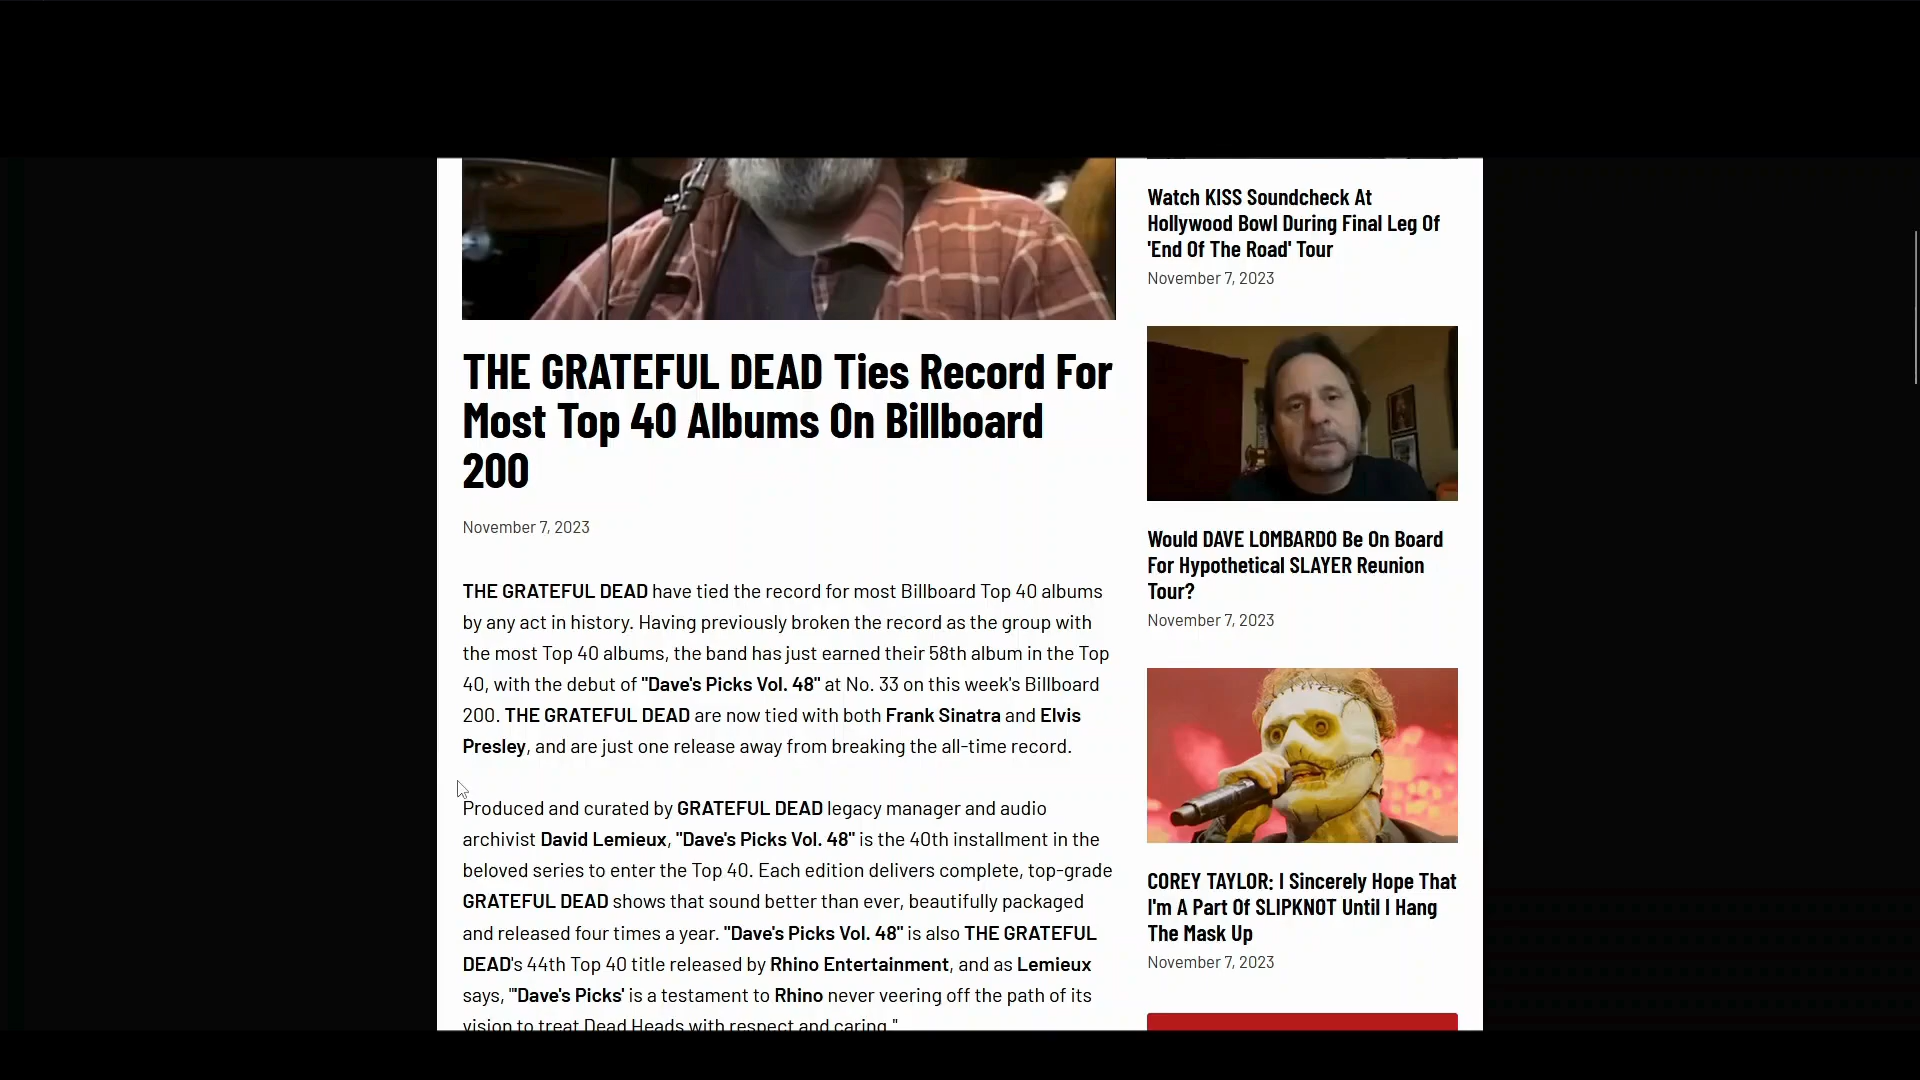 THE GRATEFUL DEAD Ties Record For
Most Top 40 Albums On Billboard
200
November 7, 2023
THE GRATEFUL DEAD have tied the record for most Billboard Top 40 albums
by any act in history. Having previously broken the record as the group with
the most Top 40 albums, the band has just earned their 58th album in the Top
40, with the debut of "Dave's Picks Vol. 48" at No. 33 on this week's Billboard
200. THE GRATEFUL DEAD are now tied with both Frank Sinatra and Elvis
Presley, and are just one release away from breaking the all-time record.
Produced and curated by GRATEFUL DEAD legacy manager and audio
archivist David Lemieux, "Dave's Picks Vol. 48" is the 40th installment in the
beloved series to enter the Top 40. Each edition delivers complete, top-grade
GRATEFUL DEAD shows that sound better than ever, beautifully packaged
and released four times a year. "Dave's Picks Vol. 48" is also THE GRATEFUL
DEAD's 44th Top 40 title released by Rhino Entertainment, and as Lemieux
says, "'Dave's Picks' is a testament to Rhino never veering off the path of its
vision to treat Dead Heads with respect and caring."
Watch KISS Soundcheck At
Hollywood Bowl During Final Leg Of
'End Of The Road' Tour
November 7, 2023
Would DAVE LOMBARDO Be On Board
For Hypothetical SLAYER Reunion
Tour?
November 7, 2023
COREY TAYLOR: I Sincerely Hope That
I'm A Part Of SLIPKNOT Until I Hang
The Mask Up
November 7, 2023